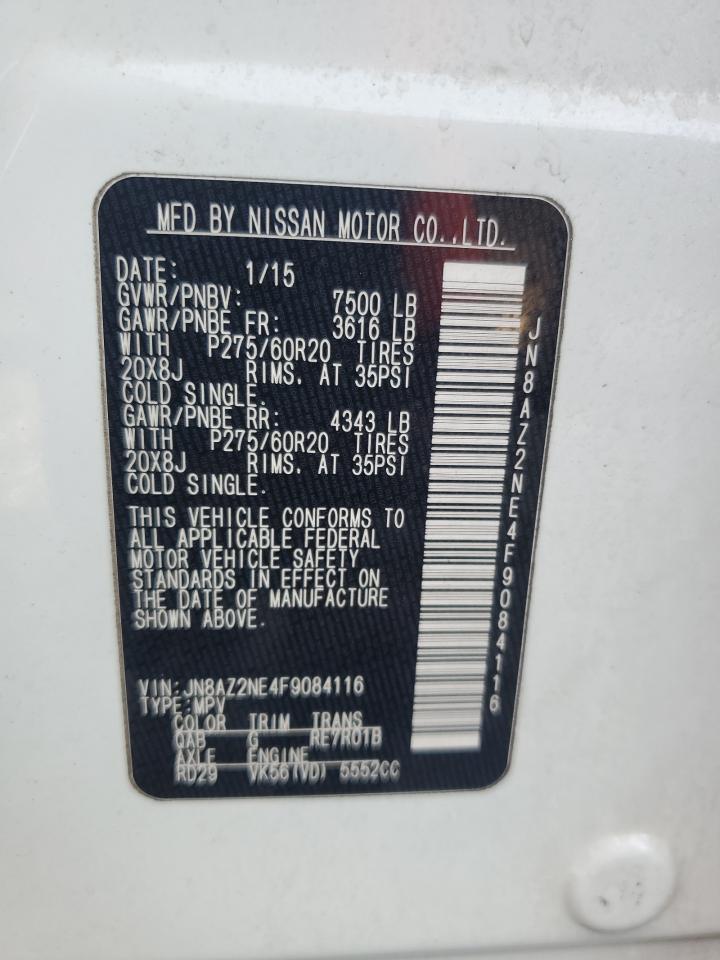 MFD BY NISSAN MOTOR CO.,LTD.
DATE: 1/15
GVWR/PNBV: 7500 LB
GAWR/PNBE FR: 3616 LB
WITH P275/60R20 TIRES
20X8J RIMS, AT 35PSI
COLD SINGLE.
GAWR/PNBE RR: 4343 LB
WITH P275/60R20 TIRES
20X8J RIMS, AT 35PSI
COLD SINGLE.
THIS VEHICLE CONFORMS TO
ALL APPLICABLE FEDERAL
MOTOR VEHICLE SAFETY
STANDARDS IN EFFECT ON
THE DATE OF MANUFACTURE
SHOWN ABOVE.
VIN:JN8AZ2NE4F9084116
TYPE:MPV
COLOR TRIM TRANS
QAB G RE7R01B
AXLE ENGINE
RD29 VK56(VD) 5552CC
JN8AZ2NE4F9084116